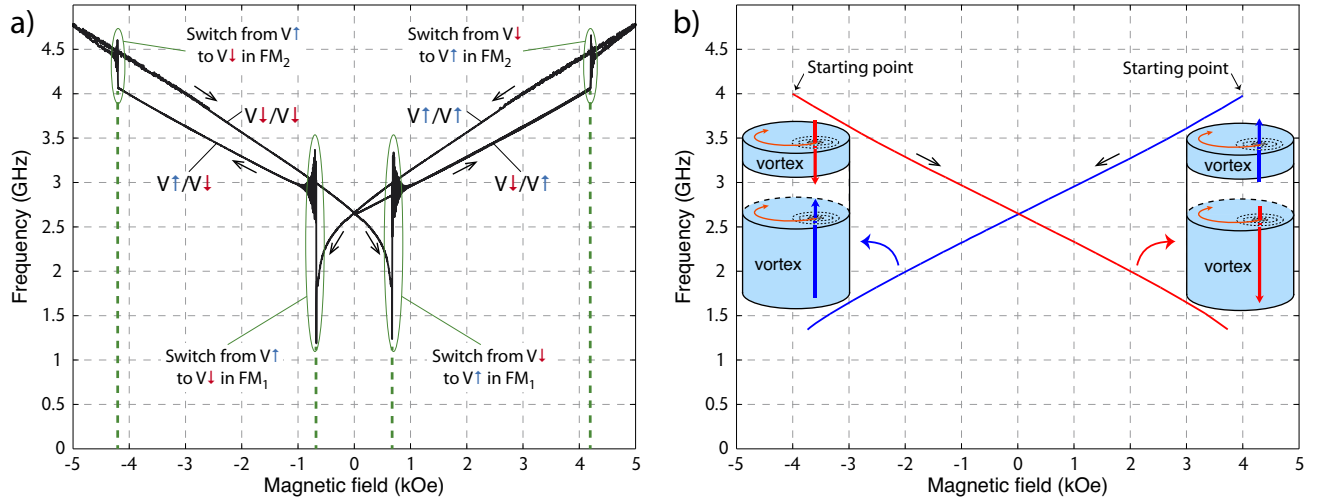 a)
Switch from V↑
to V↓ in FM2
Switch from V↓
to V↑ in FM2
V↓/V↓
V↑/V↑
V↑/V↓
V↓/V↑
Switch from V↑
to V↓ in FM1
Switch from V↓
to V↑ in FM1
Frequency (GHz)
4.5
4
3.5
3
2.5
2
1.5
1
0.5
0
-5 -4 -3 -2 -1 0 1 2 3 4 5
Magnetic field (kOe)
b)
Starting point
Starting point
vortex
vortex
vortex
vortex
Frequency (GHz)
4.5
4
3.5
3
2.5
2
1.5
1
0.5
0
-5 -4 -3 -2 -1 0 1 2 3 4 5
Magnetic field (kOe)